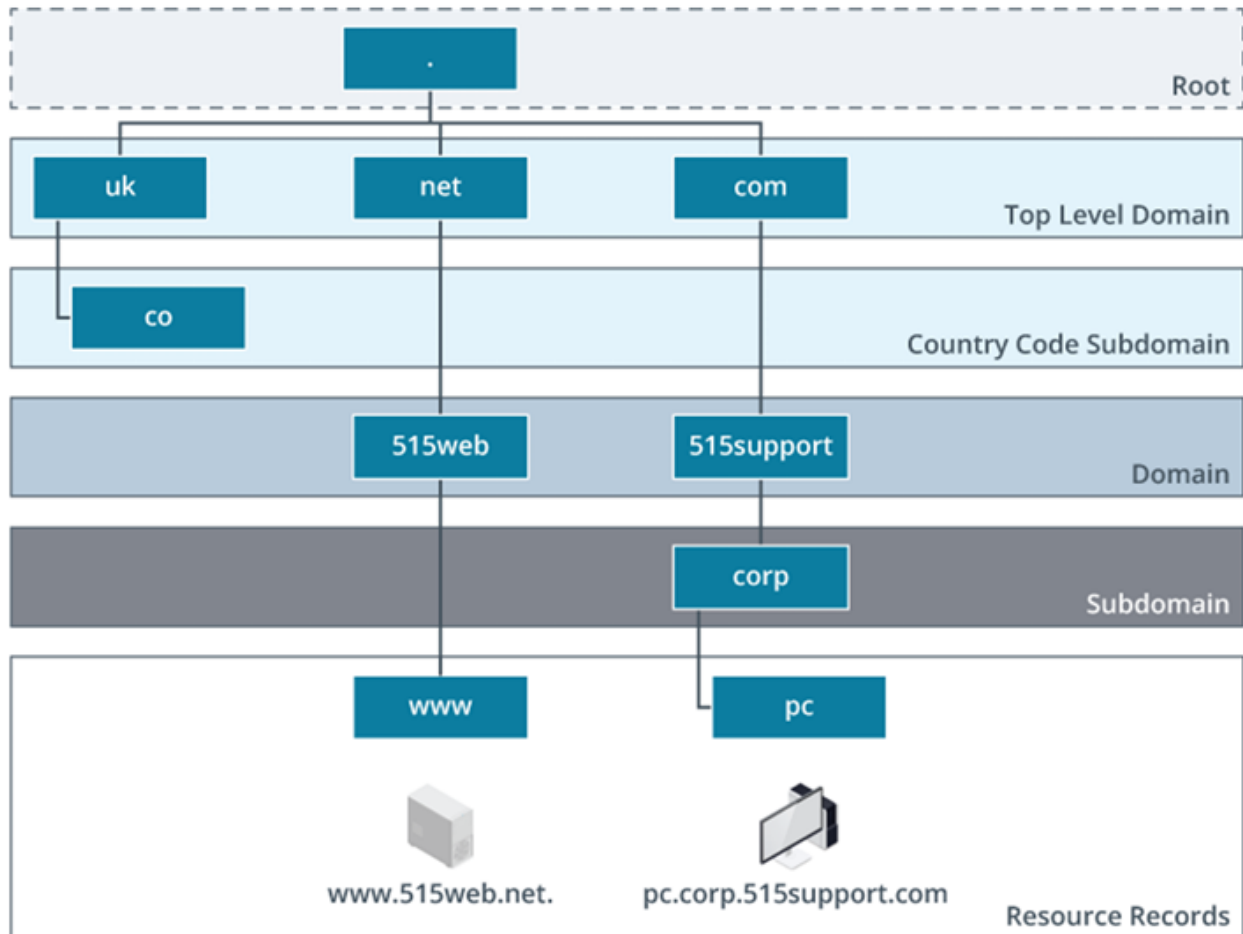 .
Root
uk
net
com
Top Level Domain
co
Country Code Subdomain
515web
515support
Domain
corp
Subdomain
www
pc
www.515web.net.
pc.corp.515support.com
Resource Records